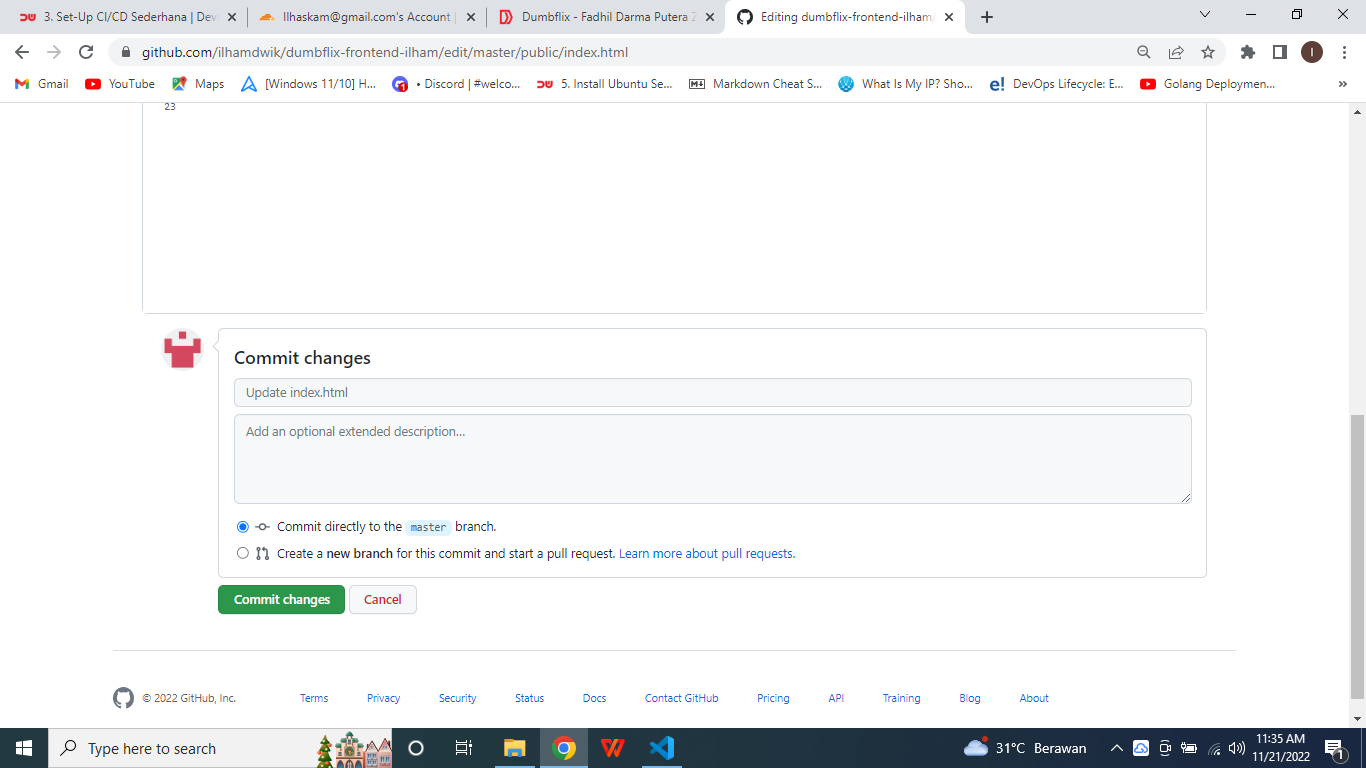 3. Set-Up CI/CD Sederhana | Dev
Ilhaskam@gmail.com's Account |
Dumbflix - Fadhil Darma Putera Z
Editing dumbflix-frontend-ilham/
github.com/ilhamdwik/dumbflix-frontend-ilham/edit/master/public/index.html
I
Gmail
YouTube
Maps
[Windows 11/10] H...
• Discord | #welco...
5. Install Ubuntu Se...
Markdown Cheat S...
What Is My IP? Sho...
DevOps Lifecycle: E...
Golang Deploymen...
»
23
Commit changes
Update index.html
Add an optional extended description...
Commit directly to the master branch.
Create a new branch for this commit and start a pull request. Learn more about pull requests.
Commit changes
Cancel
© 2022 GitHub, Inc.
Terms
Privacy
Security
Status
Docs
Contact GitHub
Pricing
API
Training
Blog
About
Type here to search
31°C Berawan
11:35 AM
11/21/2022
1